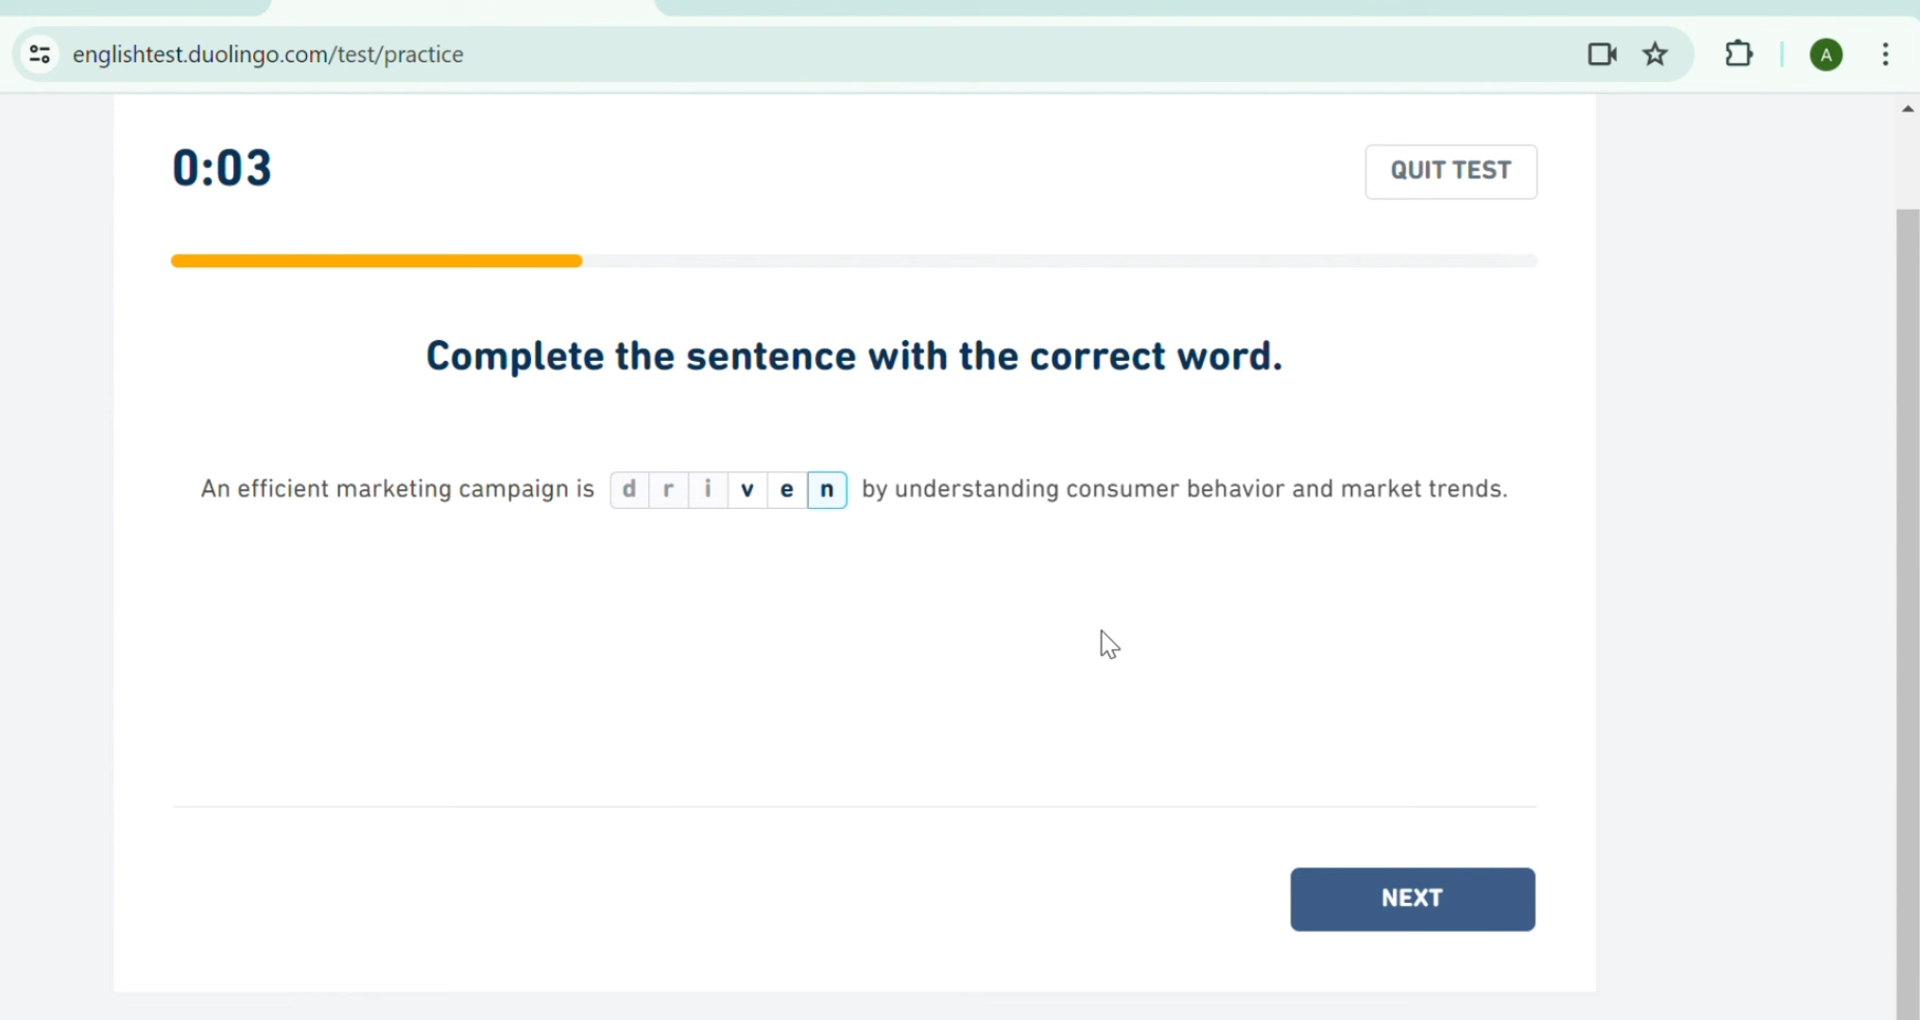 englishtest.duolingo.com/test/practice
A
0:03
QUIT TEST
Complete the sentence with the correct word.
An efficient marketing campaign is driven by understanding consumer behavior and market trends.
NEXT